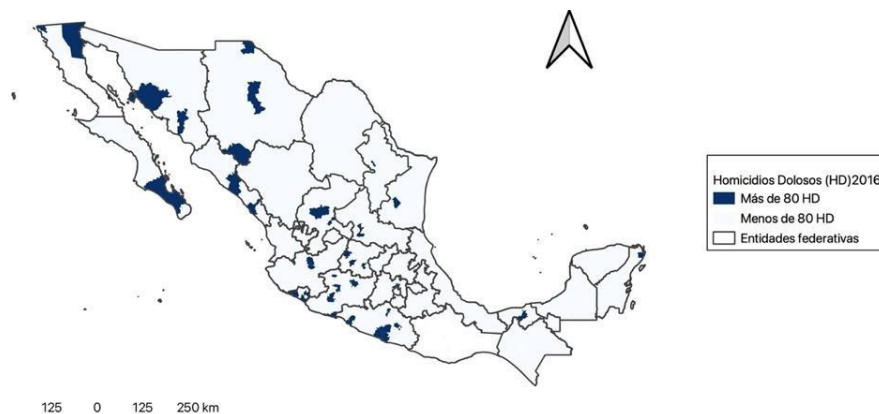 Homicidios Dolosos (HD)2016
Más de 80 HD
Menos de 80 HD
Entidades federativas
125 0 125 250 km